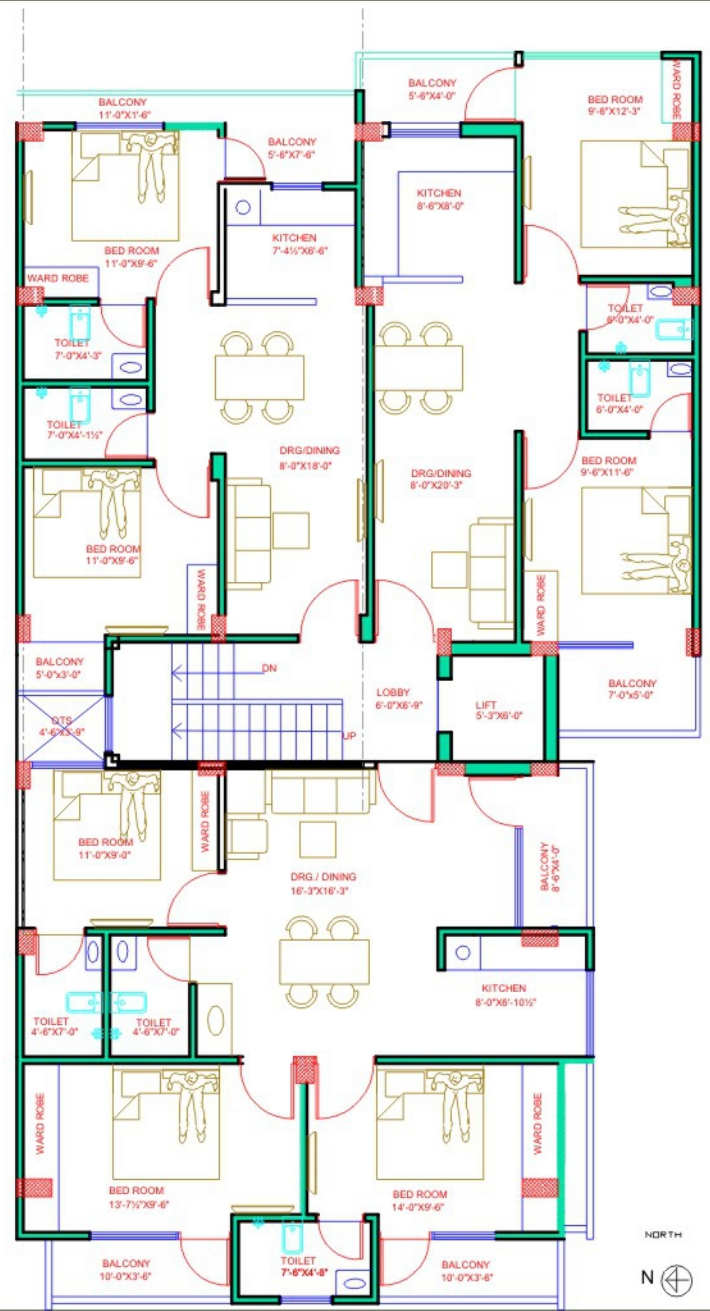 BALCONY
5'-6"X4'-0"
BED ROOM
9'-6"X12'-3"
WARD ROBE
BALCONY
11'-0"X1'-6"
BALCONY
5'-6"X7'-6"
KITCHEN
8'-6"X8'-0"
KITCHEN
7'-4½"X6'-6"
BED ROOM
11'-0"X9'-6"
WARD ROBE
TOILET
6'-0"X4'-0"
TOILET
7'-0"X4'-3"
TOILET
6'-0"X4'-0"
TOILET
7'-0"X4'-1½"
DRG/DINING
8'-0"X18'-0"
DRG/DINING
8'-0"X20'-3"
BED ROOM
9'-6"X11'-6"
BED ROOM
11'-0"X9'-6"
WARD ROBE
WARD ROBE
BALCONY
5'-0"x3'-0"
DN
LOBBY
6'-0"X6'-9"
LIFT
5'-3"X6'-0"
BALCONY
7'-0"x5'-0"
OTS
4'-6"X3'-9"
UP
BED ROOM
11'-0"X9'-0"
WARD ROBE
DRG./ DINING
16'-3"X16'-3"
BALCONY
8'-6"X4'-0"
KITCHEN
8'-0"X6'-10½"
TOILET
4'-6"X7'-0"
TOILET
4'-6"X7'-0"
WARD ROBE
WARD ROBE
BED ROOM
13'-7½"X9'-6"
BED ROOM
14'-0"X9'-6"
BALCONY
10'-0"X3'-6"
TOILET
7'-6"X4'-6"
BALCONY
10'-0"X3'-6"
NORTH
N